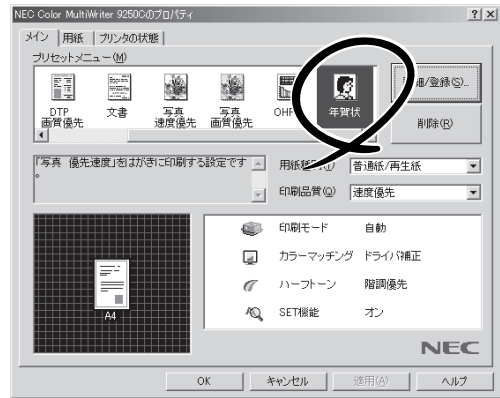 NEC Color MultiWriter 9250Cのプロパティ
メイン 用紙 プリンタの状態
プリセットメニュー(M)
DTP
画質優先
文書
写真
速度優先
写真
画質優先
OHP
年賀状
細/登録(S)...
削除(R)
「写真 優先速度」をはがきに印刷する設定です
。
用紙種 普通紙/再生紙
印刷品質(Q) 速度優先
A4
印刷モード 自動
カラーマッチング ドライバ補正
ハーフトーン 階調優先
SET機能 オン
NEC
OK キャンセル 適用(A) ヘルプ